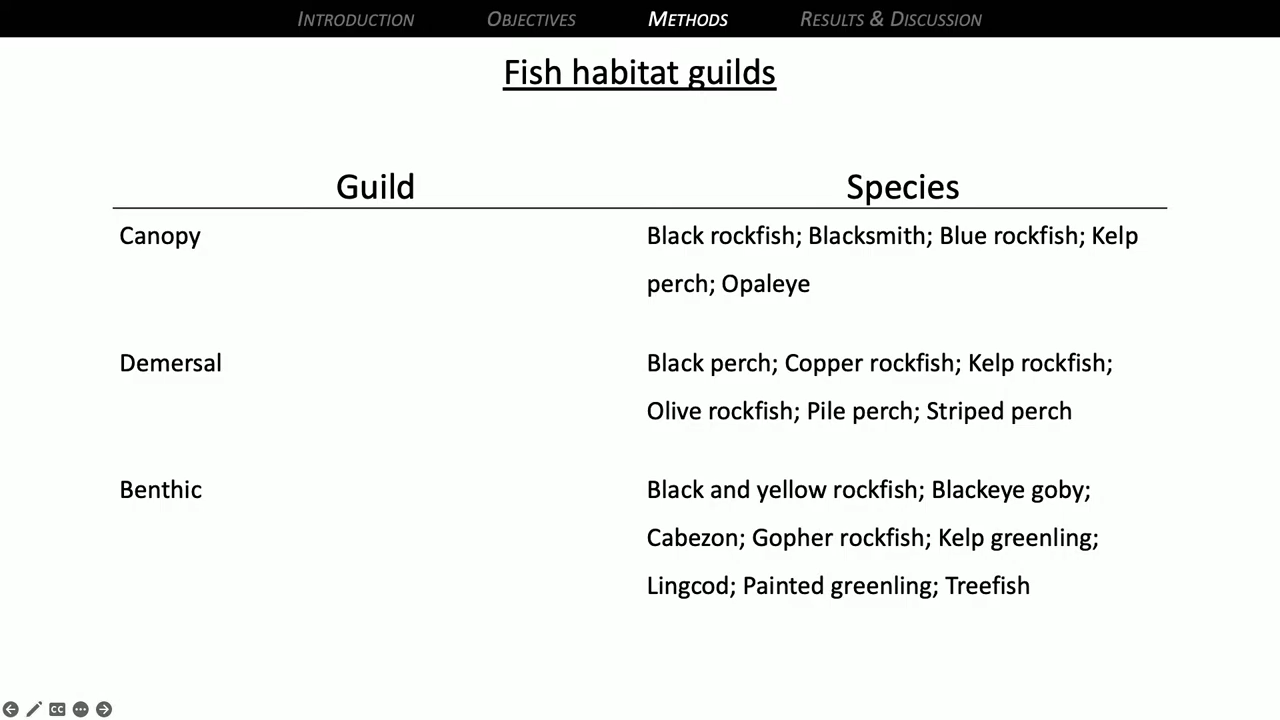 INTRODUCTION OBJECTIVES METHODS RESULTS & DISCUSSION
Fish habitat guilds
Guild Species
Canopy Black rockfish; Blacksmith; Blue rockfish; Kelp
perch; Opaleye
Demersal Black perch; Copper rockfish; Kelp rockfish;
Olive rockfish; Pile perch; Striped perch
Benthic Black and yellow rockfish; Blackeye goby;
Cabezon; Gopher rockfish; Kelp greenling;
Lingcod; Painted greenling; Treefish
CC